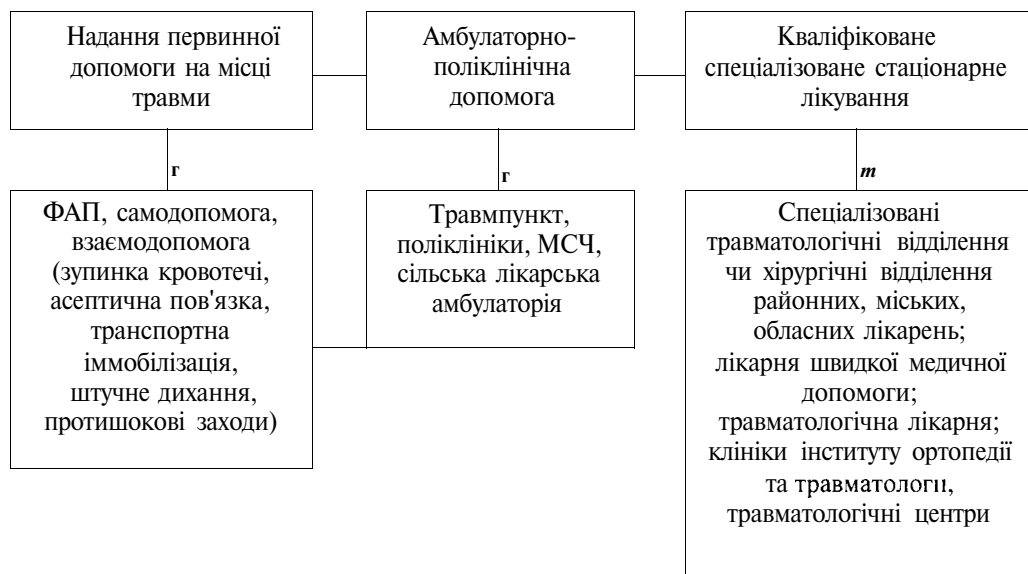 Надання первинної
допомоги на місці
травми
Амбулаторно-
поліклінічна
допомога
Кваліфіковане
спеціалізоване стаціонарне
лікування
г
г
т
ФАП, самодопомога,
взаємодопомога
(зупинка кровотечі,
асептична пов'язка,
транспортна
іммобілізація,
штучне дихання,
протишокові заходи)
Травмпункт,
поліклініки, МСЧ,
сільська лікарська
амбулаторія
Спеціалізовані
травматологічні відділення
чи хірургічні відділення
районних, міських,
обласних лікарень;
лікарня швидкої медичної
допомоги;
травматологічна лікарня;
клініки інституту ортопедії
та травматології,
травматологічні центри